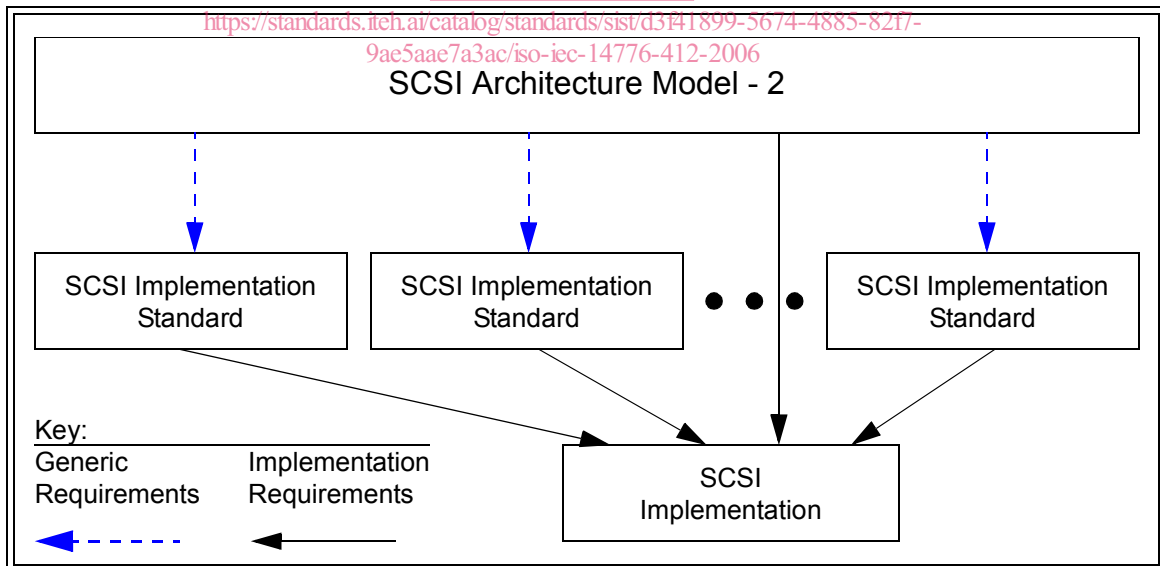 https://standards.iteh.ai/catalog/standards/sist/d3f41899-5674-4885-82f7-
9ae5aae7a3ac/iso-iec-14776-412-2006
SCSI Architecture Model - 2
SCSI Implementation
Standard
SCSI Implementation
Standard
SCSI Implementation
Standard
Key:
Generic
Requirements
Implementation
Requirements
SCSI
Implementation